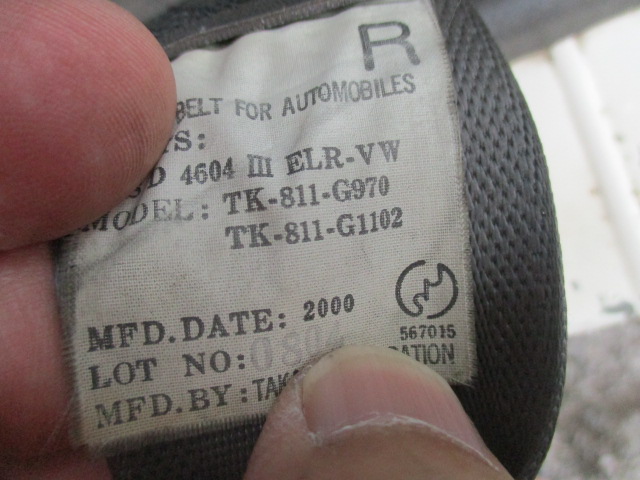 R
BELT FOR AUTOMOBILES
4604 III ELR-VW
MODEL: TK-811-G970
TK-811-G1102
MFD.DATE: 2000
567015
LOT NO:
MFD.BY: